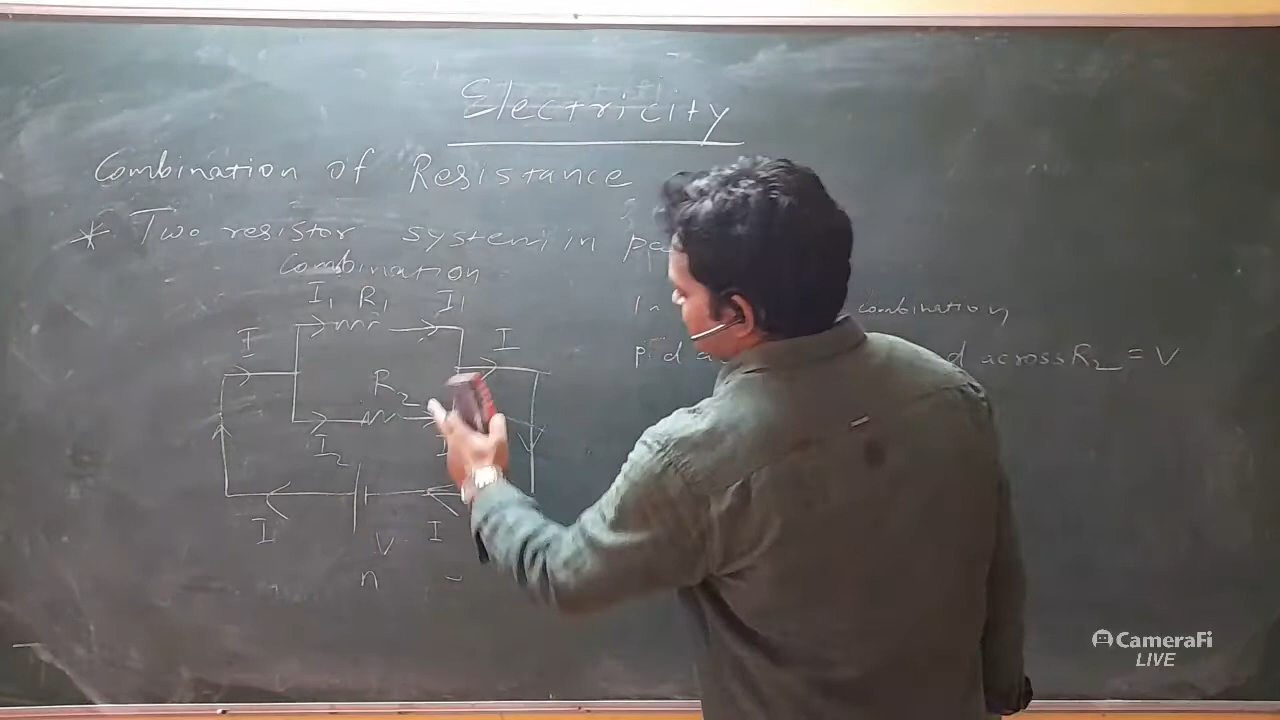 Electricity
Combination of Resistance
* Two resistor system in
Combination
I₁ R₁ I₁
I I
R₂
I₂
I I
V
n
combination
d across R₂ = V
CameraFi
LIVE